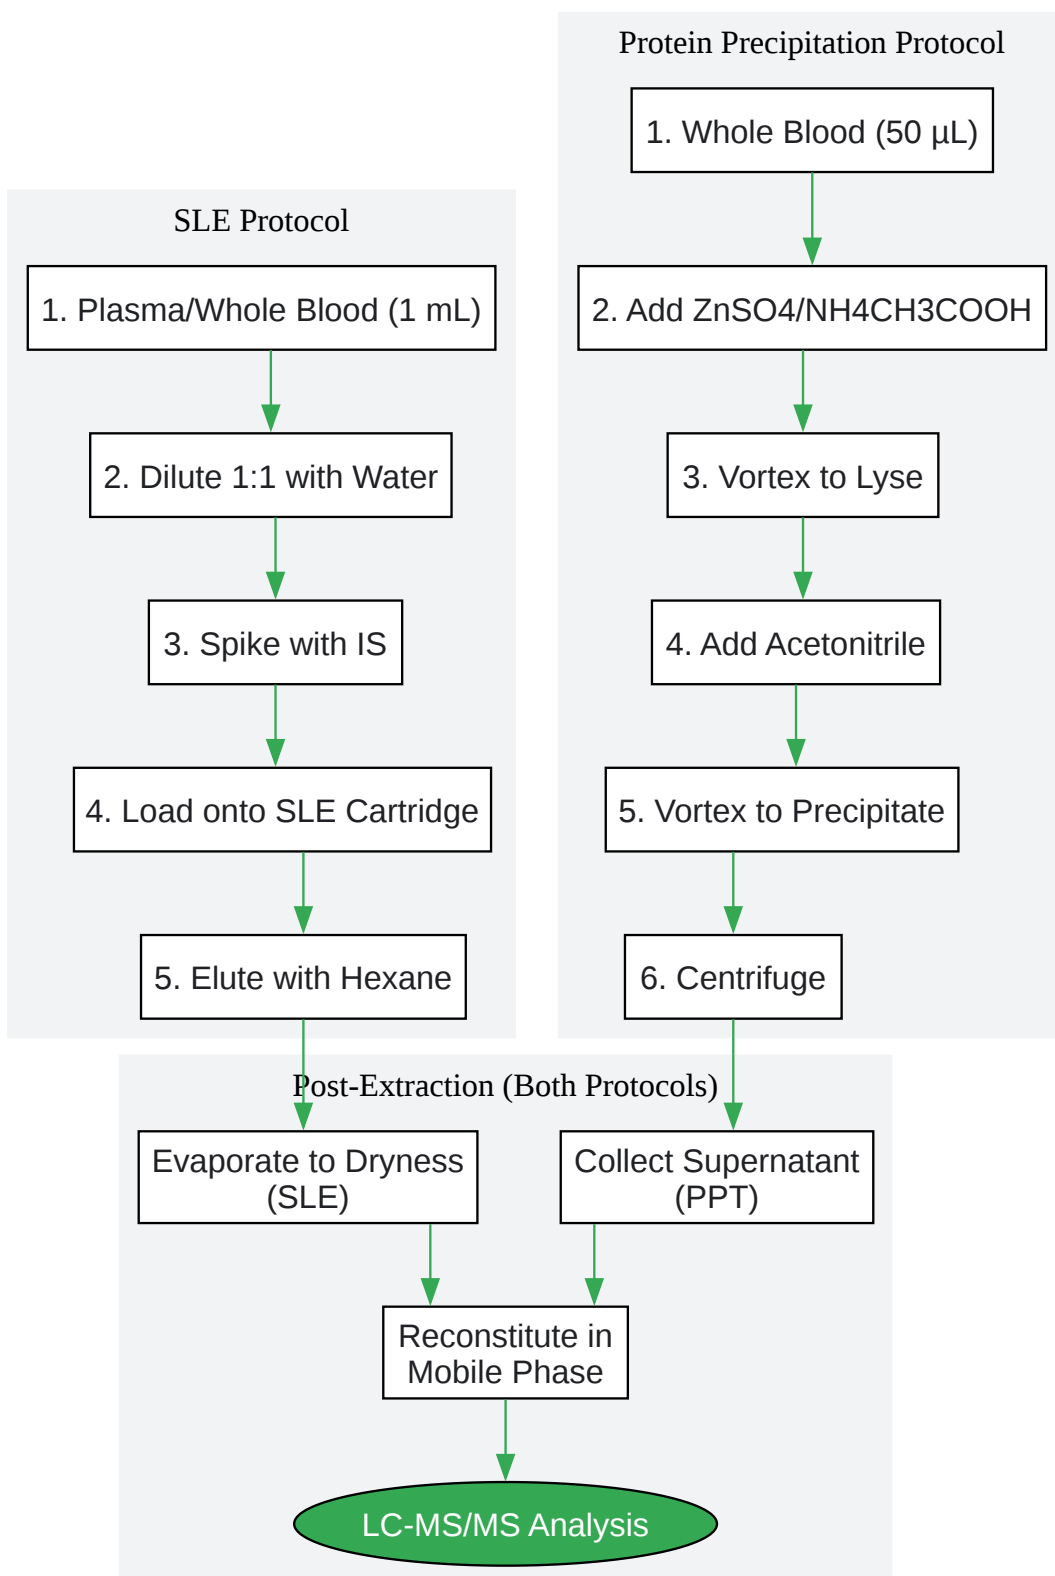 Protein Precipitation Protocol
1. Whole Blood (50 µL)
2. Add ZnSO4/NH4CH3COOH
3. Vortex to Lyse
4. Add Acetonitrile
5. Vortex to Precipitate
6. Centrifuge
SLE Protocol
1. Plasma/Whole Blood (1 mL)
2. Dilute 1:1 with Water
3. Spike with IS
4. Load onto SLE Cartridge
5. Elute with Hexane
Post-Extraction (Both Protocols)
Evaporate to Dryness
(SLE)
Collect Supernatant
(PPT)
Reconstitute in
Mobile Phase
LC-MS/MS Analysis